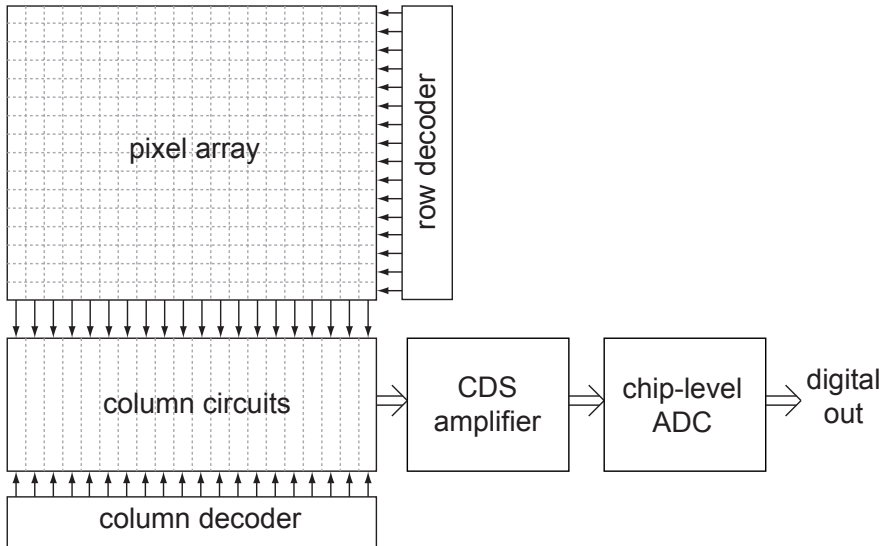 pixel array
row decoder
column circuits
CDS
amplifier
chip-level
ADC
digital
out
column decoder